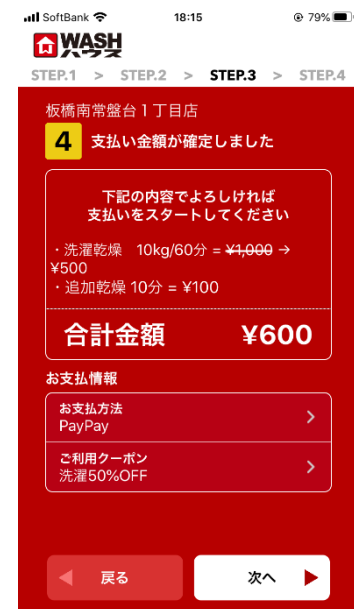 SoftBank 18:15 79%
WASH
ハウス
STEP.1 > STEP.2 > STEP.3 > STEP.4
板橋南常盤台1丁目店
4 支払い金額が確定しました
下記の内容でよろしければ
支払いをスタートしてください
・洗濯乾燥 10kg/60分 = ¥1,000 →
¥500
・追加乾燥 10分 = ¥100
合計金額 ¥600
お支払情報
お支払方法
PayPay
ご利用クーポン
洗濯50%OFF
戻る 次へ